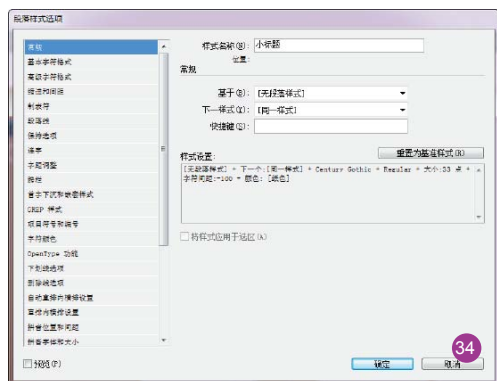 段落样式选项
常规
基本字符格式
高级字符格式
缩进和间距
制表符
段落线
保持选项
连字
字距调整
跨栏
首字下沉和嵌套样式
GREP 样式
项目符号和编号
字符颜色
OpenType 功能
下划线选项
删除线选项
自动直排内横排设置
直排内横排设置
拼音位置和间距
拼音字体和大小
样式名称(N): 小标题
位置:
常规
基于(B): [无段落样式]
下一样式(Y): [同一样式]
快捷键(S):
样式设置: 重置为基准样式(R)
[无段落样式] + 下一个:[同一样式] + Century Gothic + Regular + 大小:33 点 +
字符间距:-100 + 颜色: [纸色]
将样式应用于选区(A)
34
预览(P) 确定 取消